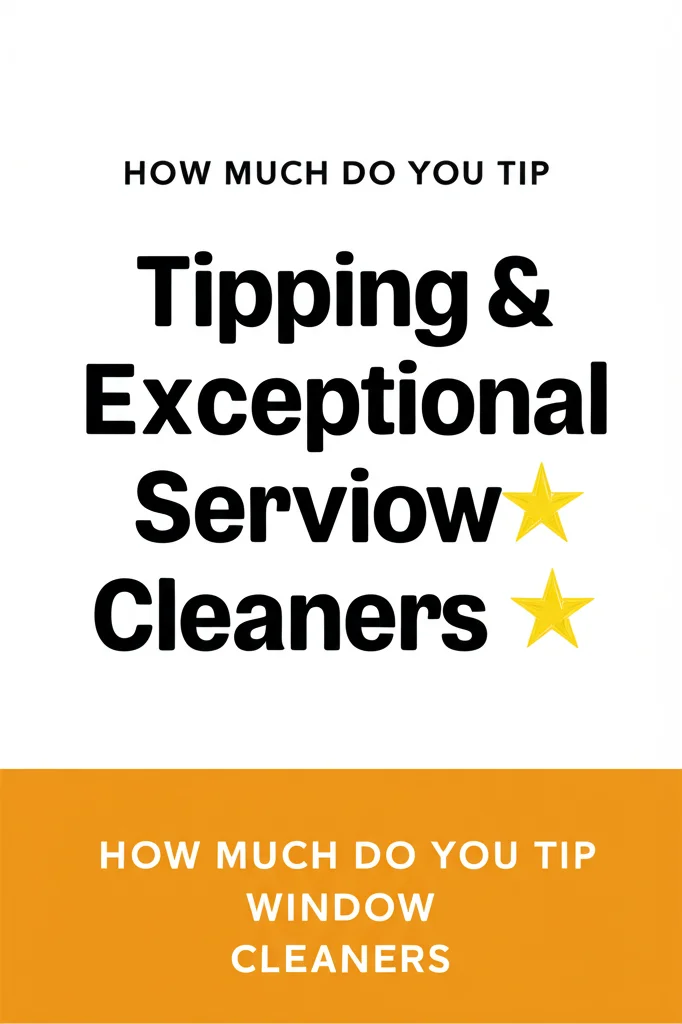 HOW MUCH DO YOU TIP
Tipping &
Exceptional
Serviow
Cleaners
HOW MUCH DO YOU TIP
WINDOW
CLEANERS